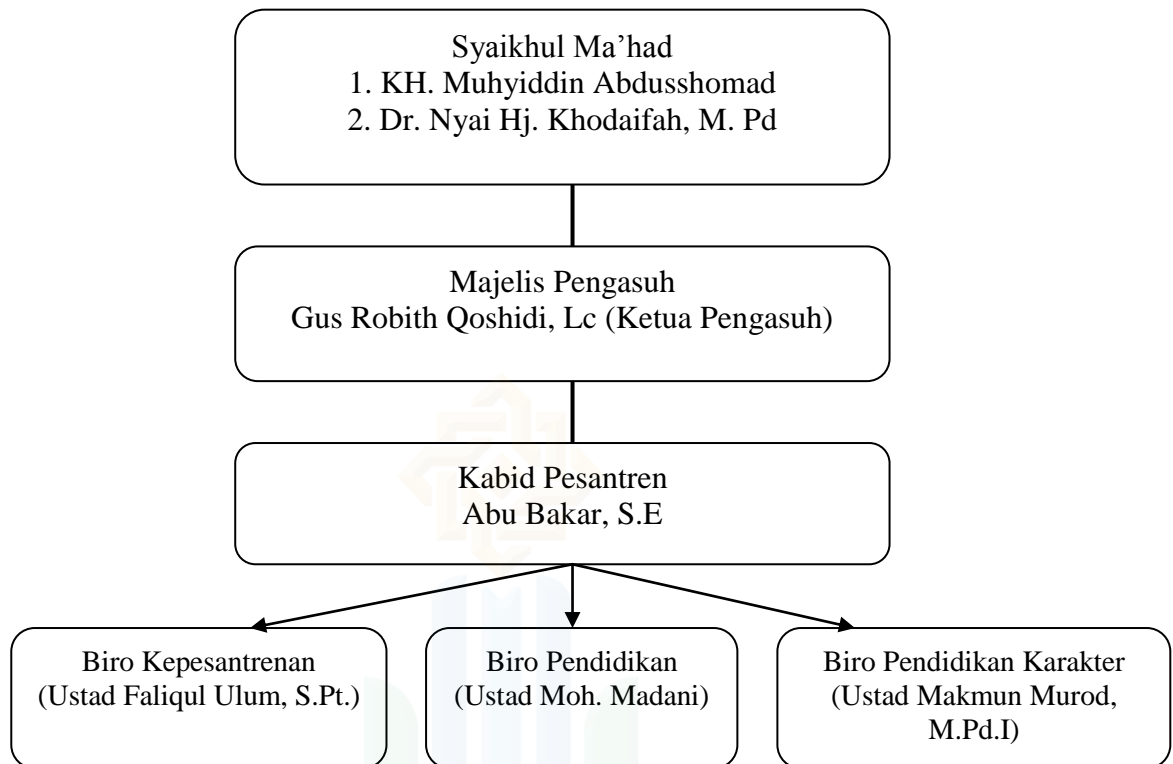 Syaikhul Ma’had
1. KH. Muhyiddin Abdusshomad
2. Dr. Nyai Hj. Khodaifah, M. Pd
Majelis Pengasuh
Gus Robith Qoshidi, Lc (Ketua Pengasuh)
Kabid Pesantren
Abu Bakar, S.E
Biro Kepesantrenan
(Ustad Faliqul Ulum, S.Pt.)
Biro Pendidikan
(Ustad Moh. Madani)
Biro Pendidikan Karakter
(Ustad Makmun Murod,
M.Pd.I)